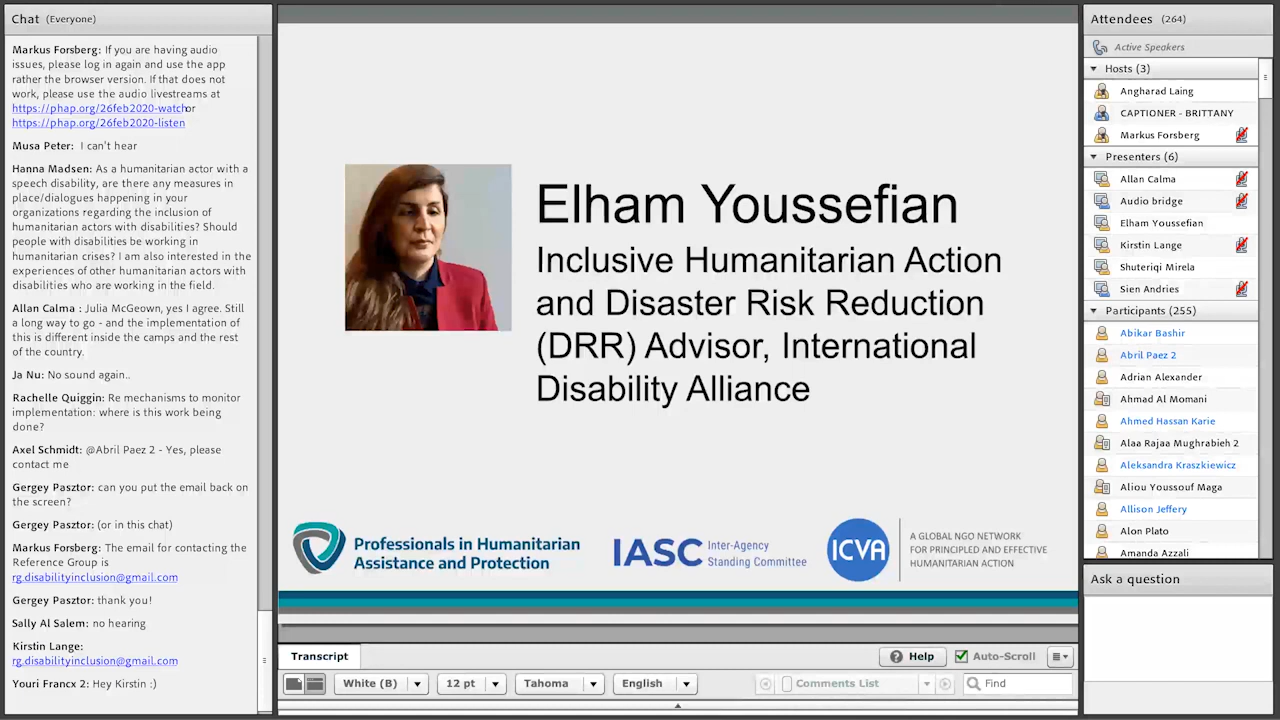 Chat (Everyone)
Markus Forsberg: If you are having audio
issues, please log in again and use the app
rather the browser version. If that does not
work, please use the audio livestreams at
https://phap.org/26feb2020-watch or
https://phap.org/26feb2020-listen
Musa Peter: I can't hear
Hanna Madsen: As a humanitarian actor with a
speech disability, are there any measures in
place/dialogues happening in your
organizations regarding the inclusion of
humanitarian actors with disabilities? Should
people with disabilities be working in
humanitarian crises? I am also interested in the
experiences of other humanitarian actors with
disabilities who are working in the field.
Allan Calma : Julia McGeown, yes I agree. Still
a long way to go - and the implementation of
this is different inside the camps and the rest
of the country.
Ja Nu: No sound again..
Rachelle Quiggin: Re mechanisms to monitor
implementation: where is this work being
done?
Axel Schmidt: @Abril Paez 2 - Yes, please
contact me
Gergey Pasztor: can you put the email back on
the screen?
Gergey Pasztor: (or in this chat)
Markus Forsberg: The email for contacting the
Reference Group is
rg.disabilityinclusion@gmail.com
Gergey Pasztor: thank you!
Sally Al Salem: no hearing
Kirstin Lange:
rg.disabilityinclusion@gmail.com
Youri Francx 2: Hey Kirstin :)
Elham Youssefian
Inclusive Humanitarian Action
and Disaster Risk Reduction
(DRR) Advisor, International
Disability Alliance
Professionals in Humanitarian
Assistance and Protection
IASC Inter-Agency
Standing Committee
ICVA
A GLOBAL NGO NETWORK
FOR PRINCIPLED AND EFFECTIVE
HUMANITARIAN ACTION
Transcript
Help
Auto-Scroll
White (B)
12 pt
Tahoma
English
Comments List
Find
Attendees (264)
Active Speakers
Hosts (3)
Angharad Laing
CAPTIONER - BRITTANY
Markus Forsberg
Presenters (6)
Allan Calma
Audio bridge
Elham Youssefian
Kirstin Lange
Shuteriqi Mirela
Sien Andries
Participants (255)
Abikar Bashir
Abril Paez 2
Adrian Alexander
Ahmad Al Momani
Ahmed Hassan Karie
Alaa Rajaa Mughrabieh 2
Aleksandra Kraszkiewicz
Aliou Youssouf Maga
Allison Jeffery
Alon Plato
Amanda Azzali
Ask a question